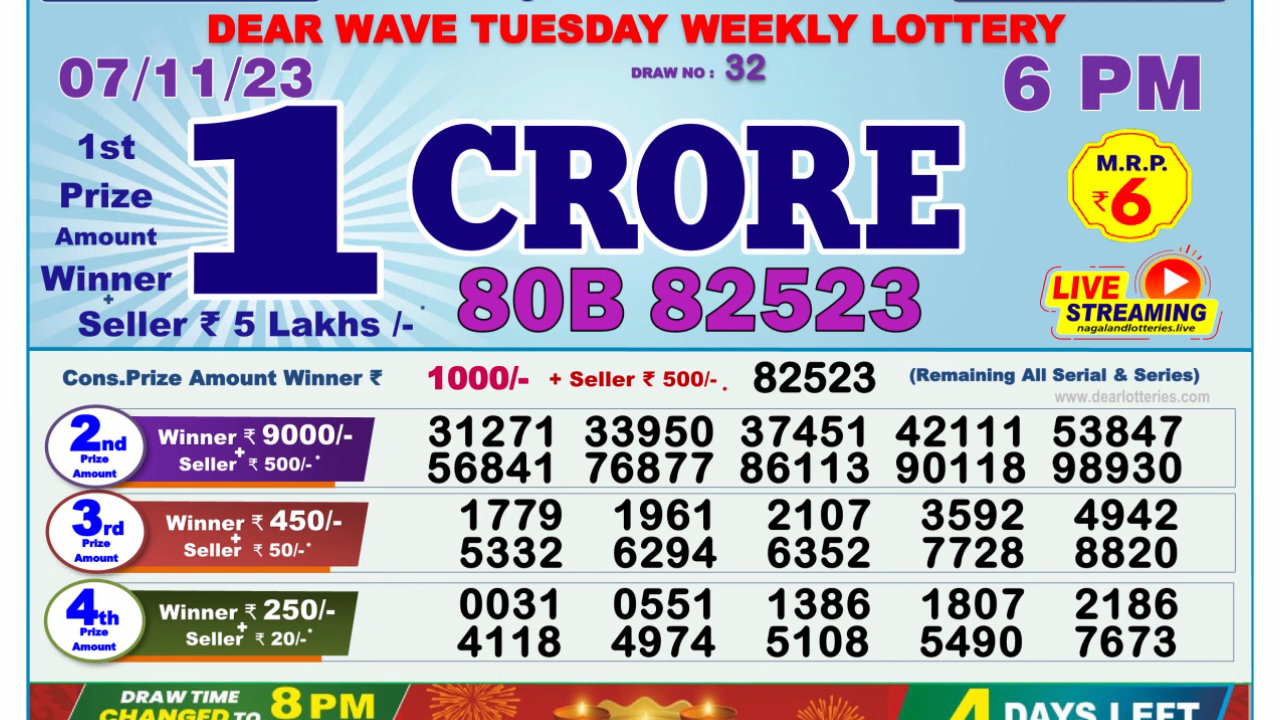 DEAR WAVE TUESDAY WEEKLY LOTTERY
07/11/23
DRAW NO : 32
6 PM
1st
Prize
Amount
Winner
1 CRORE
80B 82523
+
Seller ₹ 5 Lakhs /-*
M.R.P.
₹6
LIVE
STREAMING
nagalandlotteries.live
Cons.Prize Amount Winner ₹ 1000/- + Seller ₹ 500/- . 82523 (Remaining All Serial & Series)
www.dearlotteries.com
2nd
Prize
Amount
Winner ₹ 9000/-
+
Seller ₹ 500/-*
31271 33950 37451 42111 53847
56841 76877 86113 90118 98930
3rd
Prize
Amount
Winner ₹ 450/-
+
Seller ₹ 50/-*
1779 1961 2107 3592 4942
5332 6294 6352 7728 8820
4th
Prize
Amount
Winner ₹ 250/-
+
Seller ₹ 20/-*
0031 0551 1386 1807 2186
4118 4974 5108 5490 7673
DRAW TIME
CHANGED TO
8 PM
4 DAYS LEFT